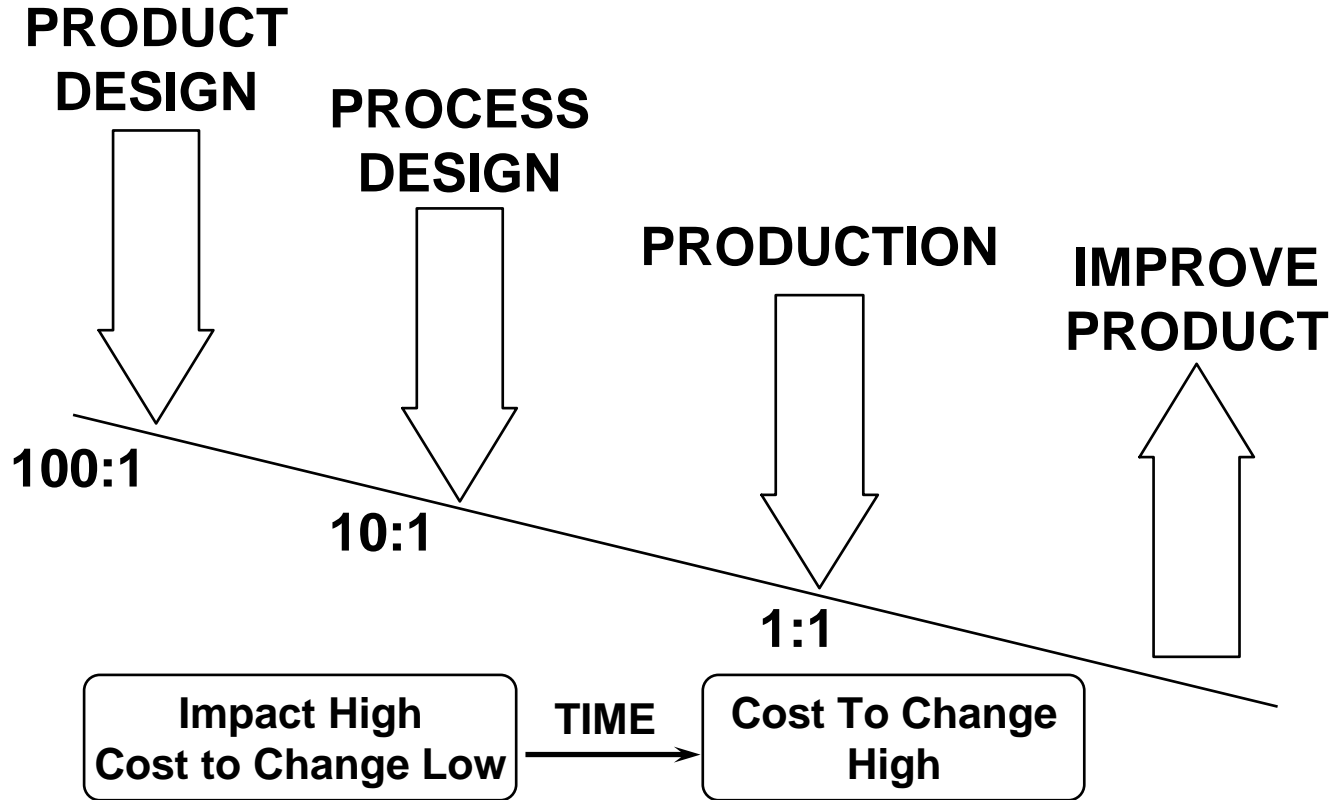 PRODUCT
DESIGN
PROCESS
DESIGN
PRODUCTION
IMPROVE
PRODUCT
100:1
10:1
1:1
Impact High
Cost to Change Low
TIME
Cost To Change
High